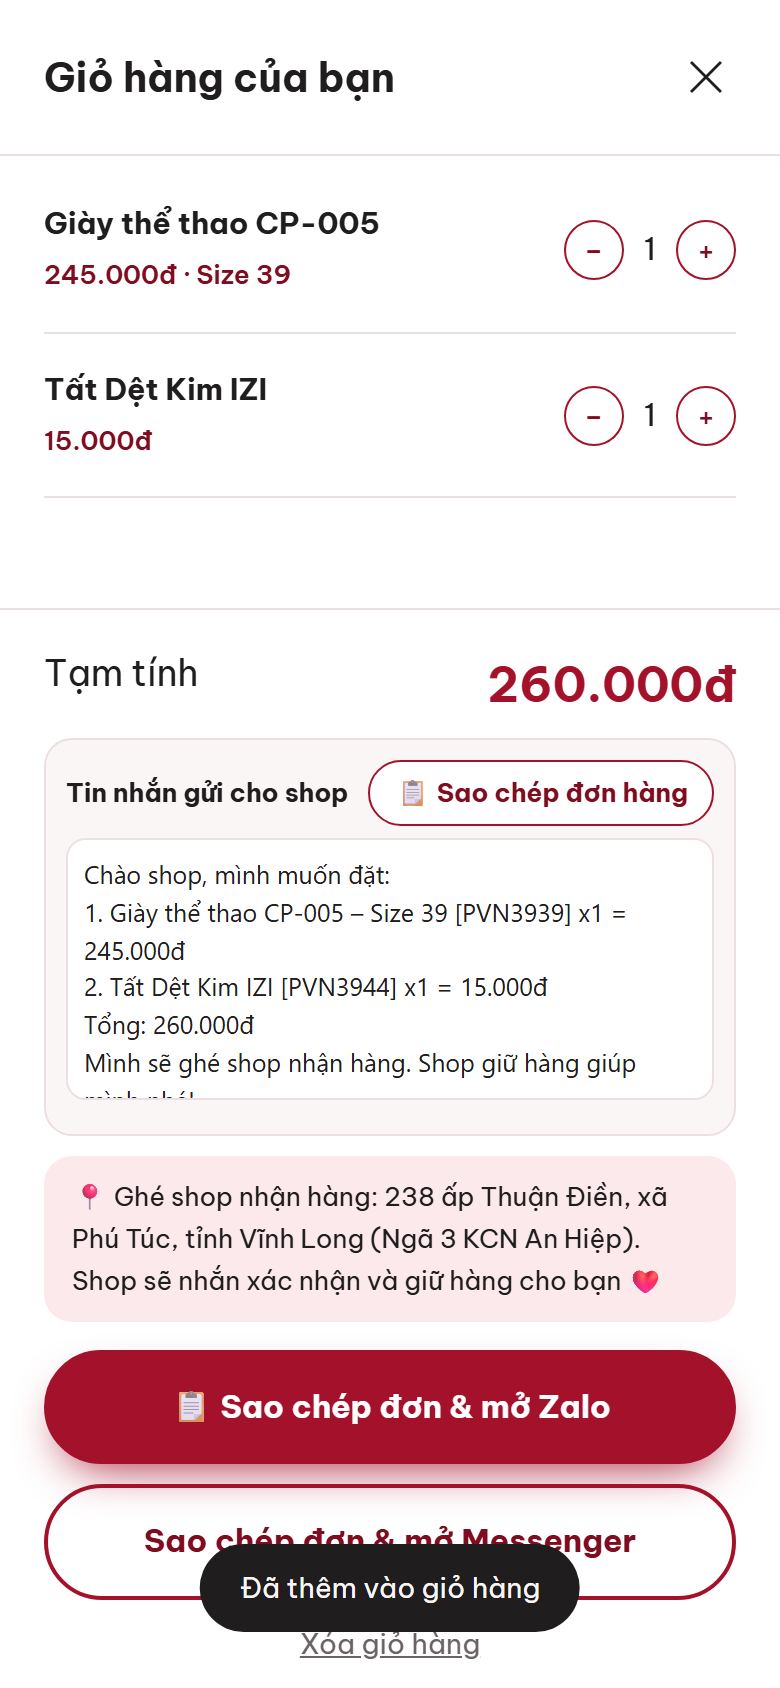 Giỏ hàng của bạn
Giày thể thao CP-005
245.000đ · Size 39
− 1 +
Tất Dệt Kim IZI
15.000đ
− 1 +
Tạm tính
260.000đ
Tin nhắn gửi cho shop
📋 Sao chép đơn hàng
Chào shop, mình muốn đặt:
1. Giày thể thao CP-005 – Size 39 [PVN3939] x1 =
245.000đ
2. Tất Dệt Kim IZI [PVN3944] x1 = 15.000đ
Tổng: 260.000đ
Mình sẽ ghé shop nhận hàng. Shop giữ hàng giúp
📍 Ghé shop nhận hàng: 238 ấp Thuận Điền, xã
Phú Túc, tỉnh Vĩnh Long (Ngã 3 KCN An Hiệp).
Shop sẽ nhắn xác nhận và giữ hàng cho bạn ❤️
📋 Sao chép đơn & mở Zalo
Sao chép đơn & mở Messenger
Đã thêm vào giỏ hàng
Xóa giỏ hàng